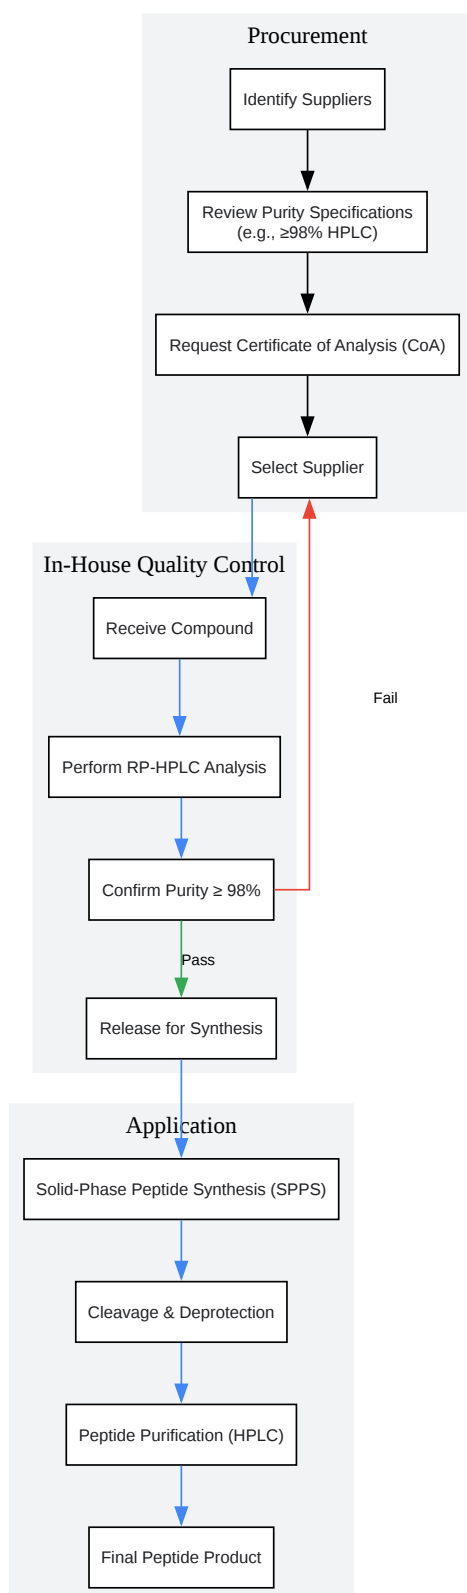 Procurement
Identify Suppliers
Review Purity Specifications
(e.g., ≥98% HPLC)
Request Certificate of Analysis (CoA)
Select Supplier
In-House Quality Control
Receive Compound
Fail
Perform RP-HPLC Analysis
Confirm Purity ≥ 98%
Pass
Release for Synthesis
Application
Solid-Phase Peptide Synthesis (SPPS)
Cleavage & Deprotection
Peptide Purification (HPLC)
Final Peptide Product